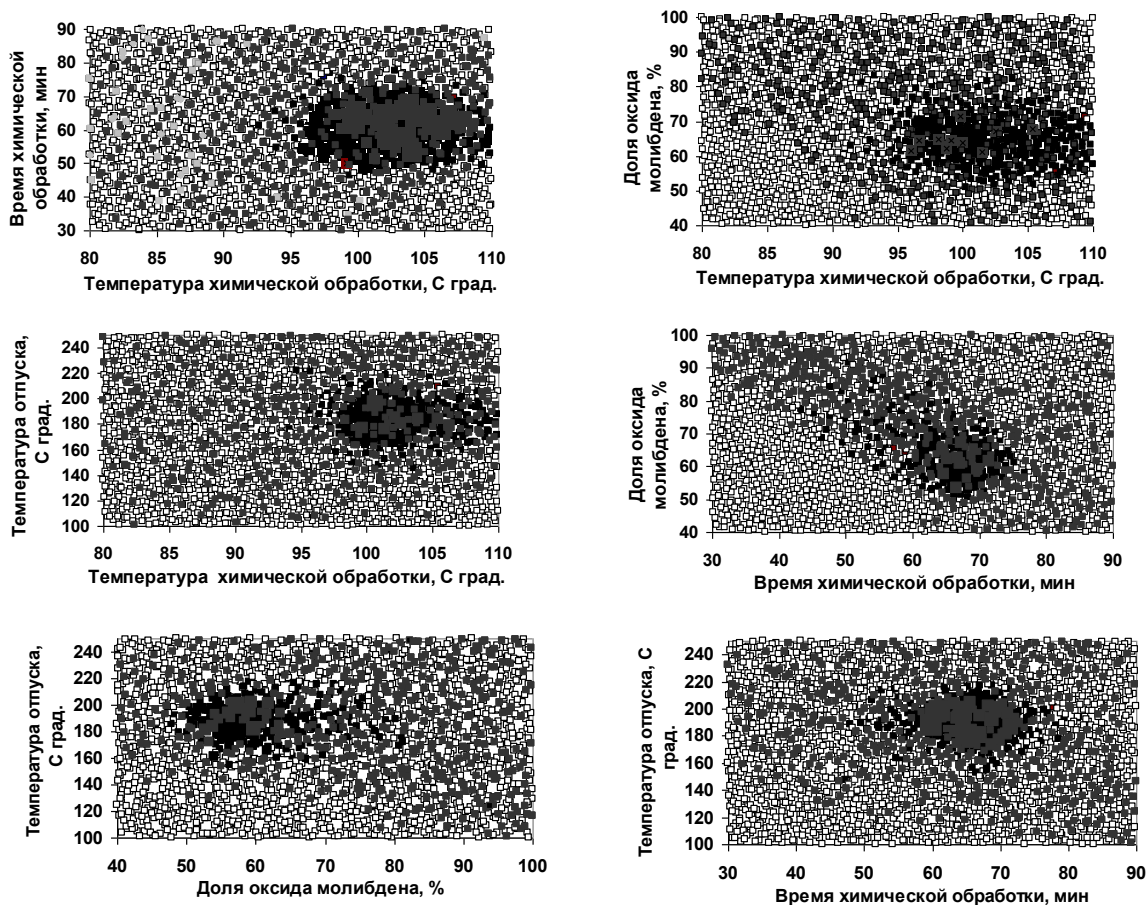 90
80
70
60
50
40
30
Время химической
обработки, мин
80 85 90 95 100 105 110
Температура химической обработки, С град.
100
90
80
70
60
50
40
Доля оксида
молибдена, %
80 85 90 95 100 105 110
Температура химической обработки, С град.
240
220
200
180
160
140
120
100
Температура отпуска,
С град.
80 85 90 95 100 105 110
Температура химической обработки, С град.
100
90
80
70
60
50
40
Доля оксида
молибдена, %
30 40 50 60 70 80 90
Время химической обработки, мин
240
220
200
180
160
140
120
100
Температура отпуска,
С град.
40 50 60 70 80 90 100
Доля оксида молибдена, %
240
220
200
180
160
140
120
100
Температура отпуска, С
град.
30 40 50 60 70 80 90
Время химической обработки, мин